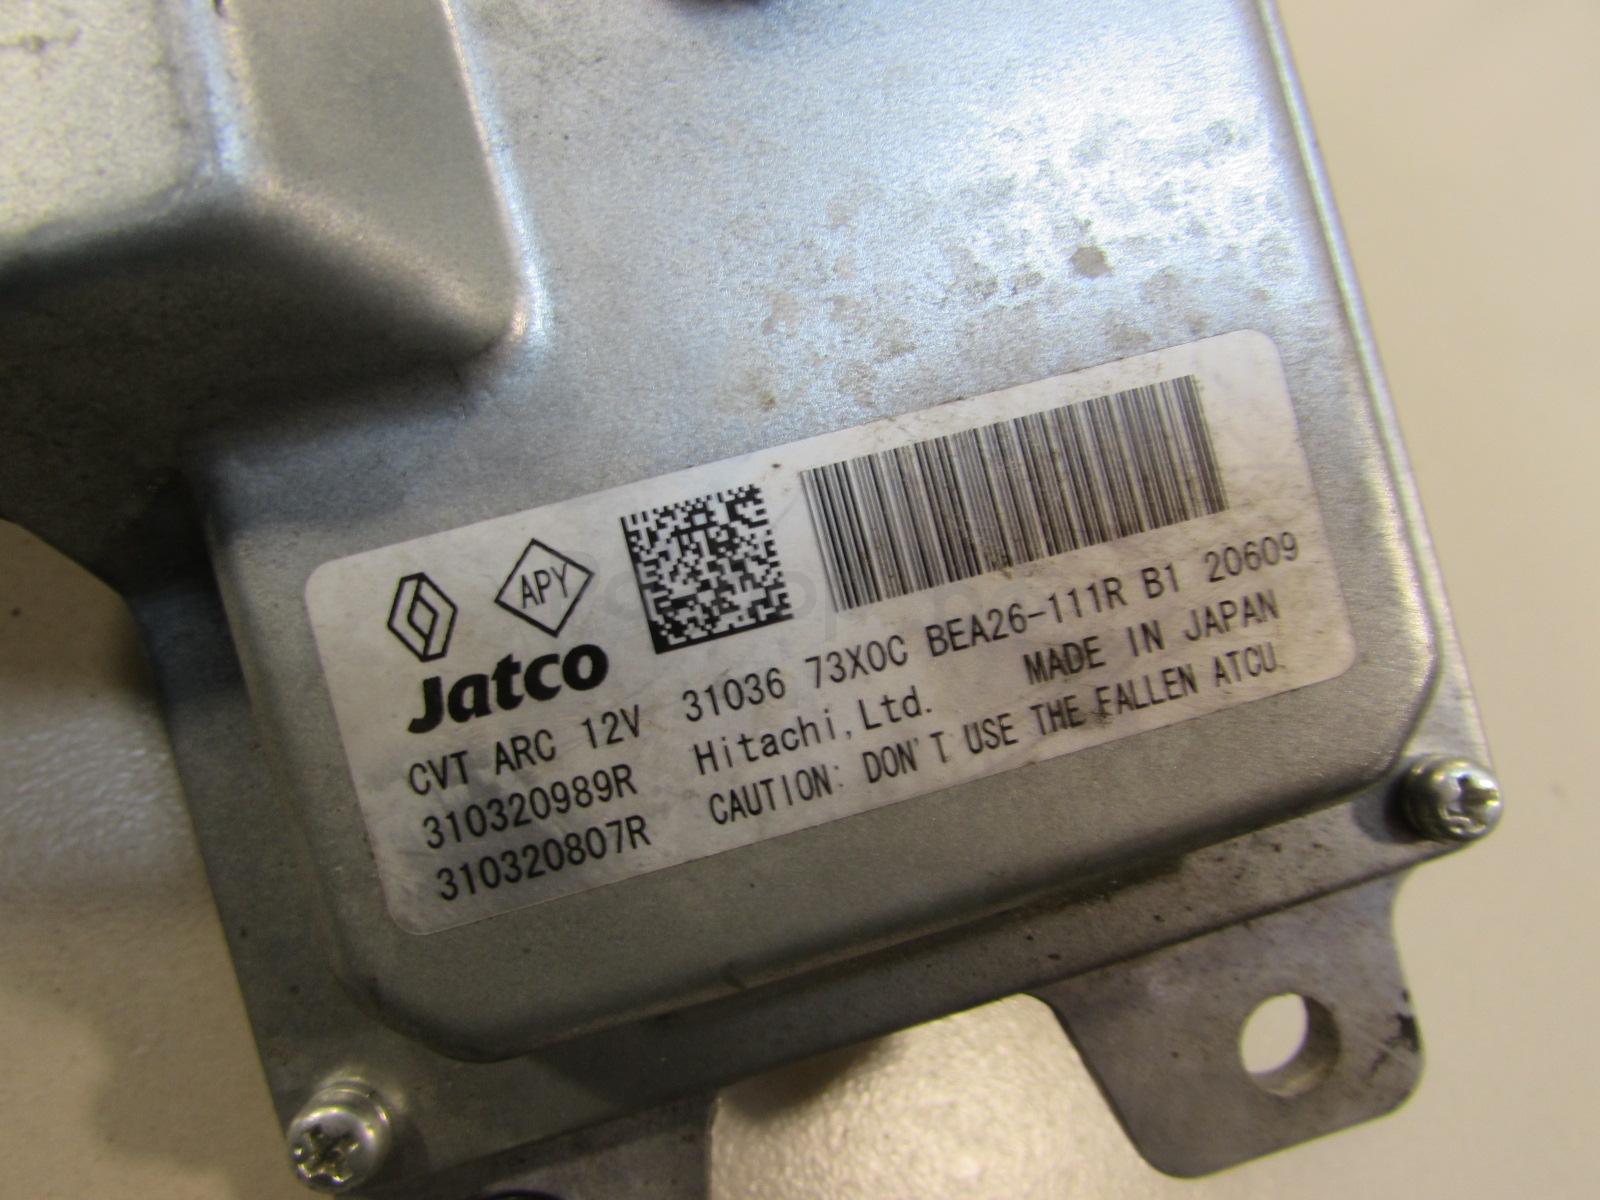 APY
Jatco
CVT ARC 12V 31036 73X0C BEA26-111R B1 20609
310320989R Hitachi, Ltd. MADE IN JAPAN
310320807R CAUTION: DON'T USE THE FALLEN ATCU.